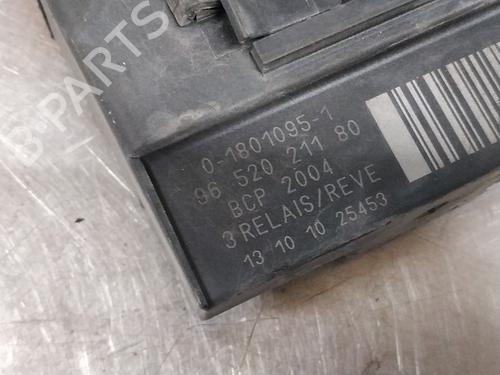 B PARTS
0-1801095-1
96 520 211 80
BCP 2004
3 RELAIS/REVE
13 10 10 25453